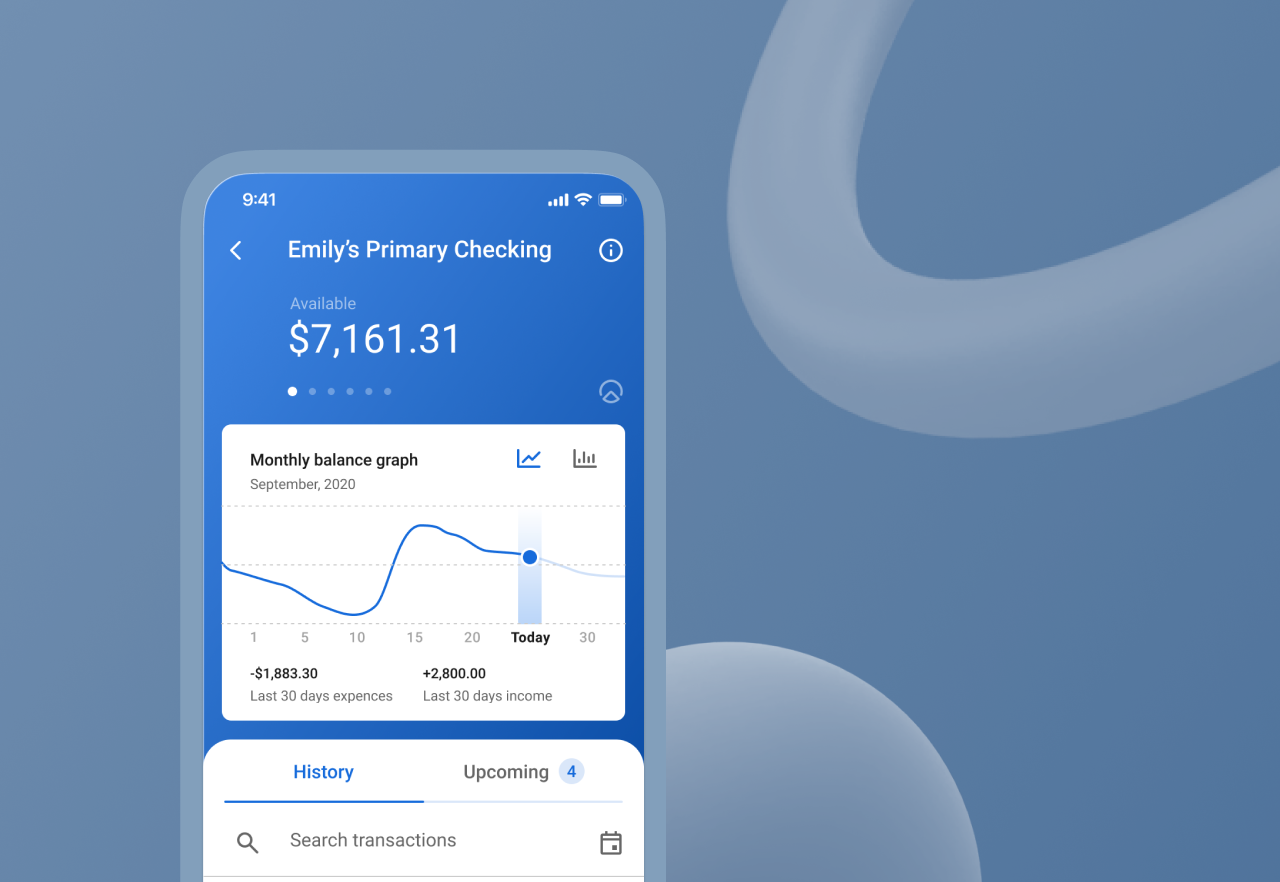 9:41
Emily’s Primary Checking
Available
$7,161.31
Monthly balance graph
September, 2020
1 5 10 15 20 Today 30
-$1,883.30 +2,800.00
Last 30 days expences Last 30 days income
History Upcoming 4
Search transactions